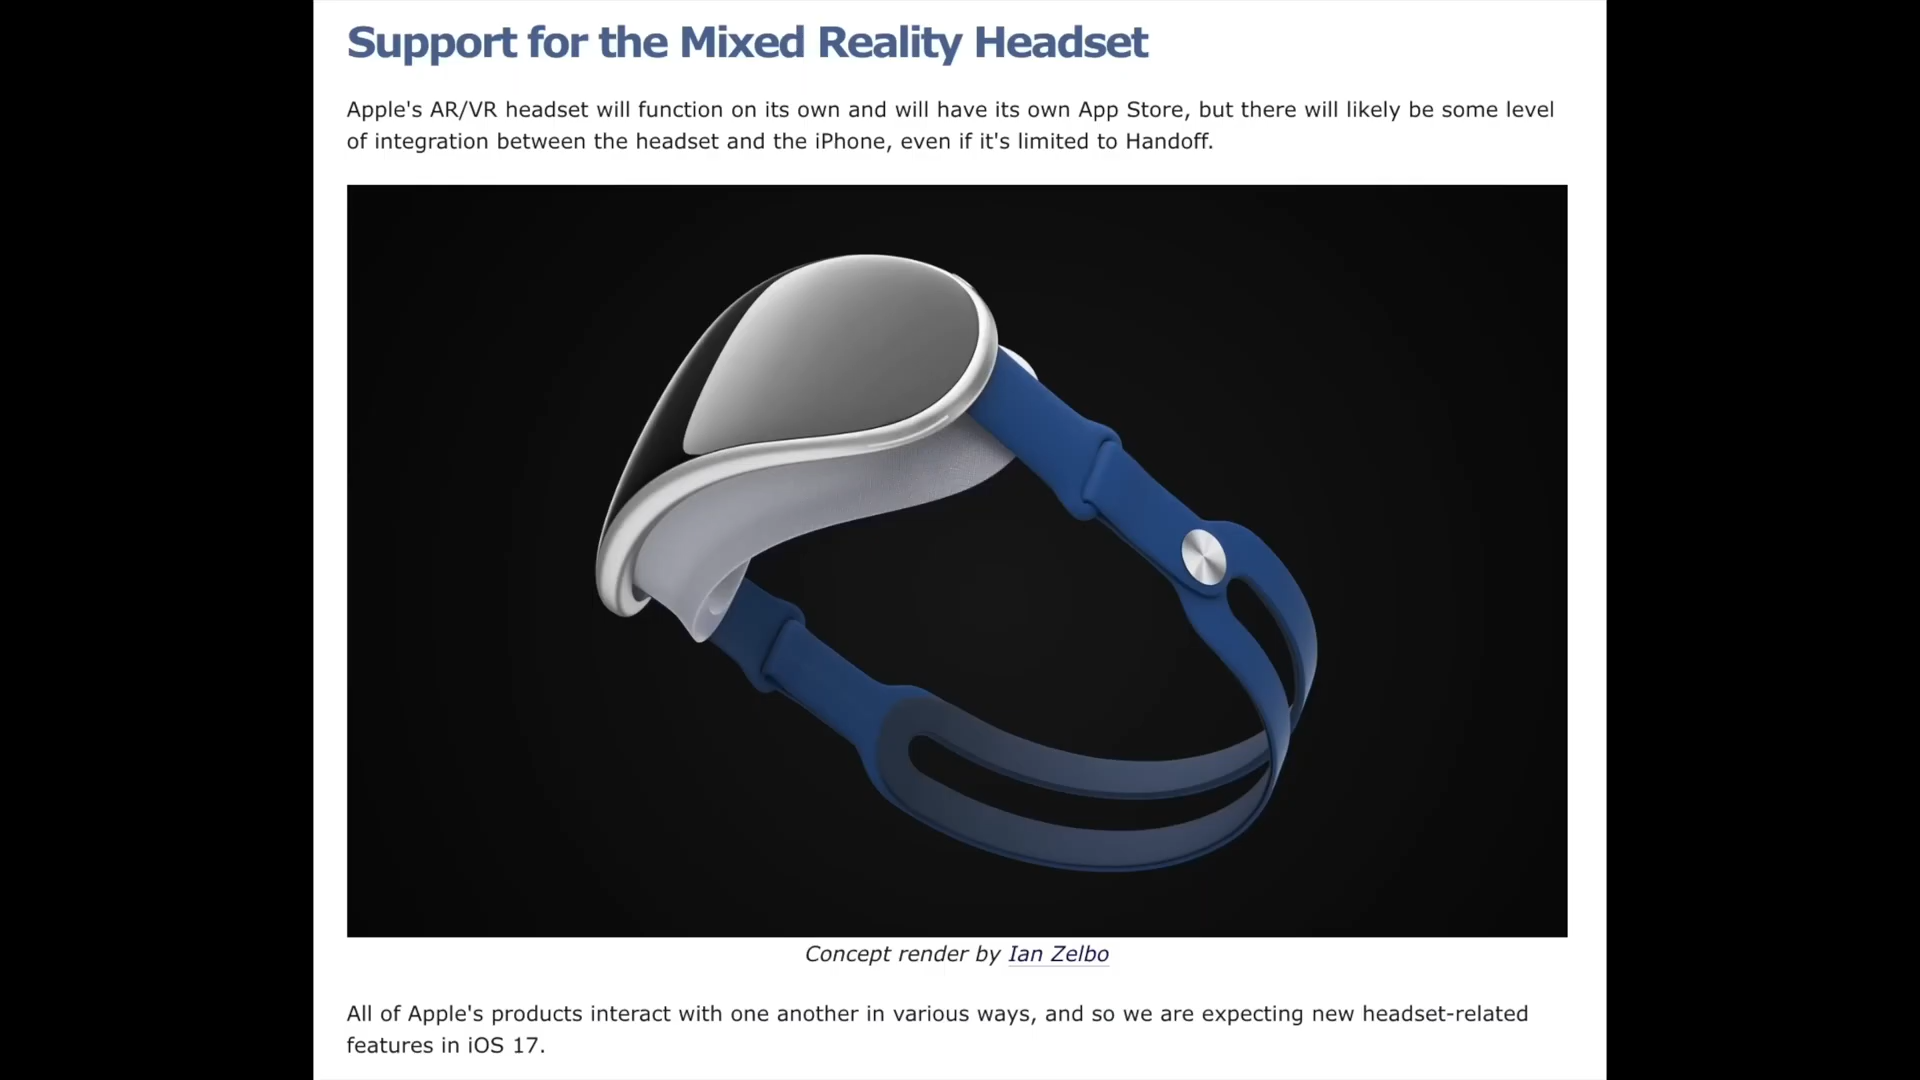 Support for the Mixed Reality Headset
Apple's AR/VR headset will function on its own and will have its own App Store, but there will likely be some level
of integration between the headset and the iPhone, even if it's limited to Handoff.
Concept render by Ian Zelbo
All of Apple's products interact with one another in various ways, and so we are expecting new headset-related
features in iOS 17.